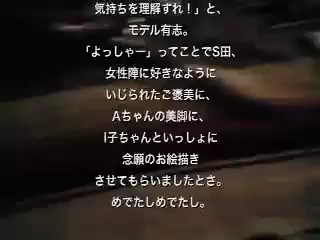 気持ちを理解すれ！」と、
モデル有志。
「よっしゃー」ってことでS田、
女性陣に好きなように
いじられたご褒美に、
Aちゃんの美脚に、
I子ちゃんといっしょに
念願のお絵描き
させてもらいましたとさ。
めでたしめでたし。